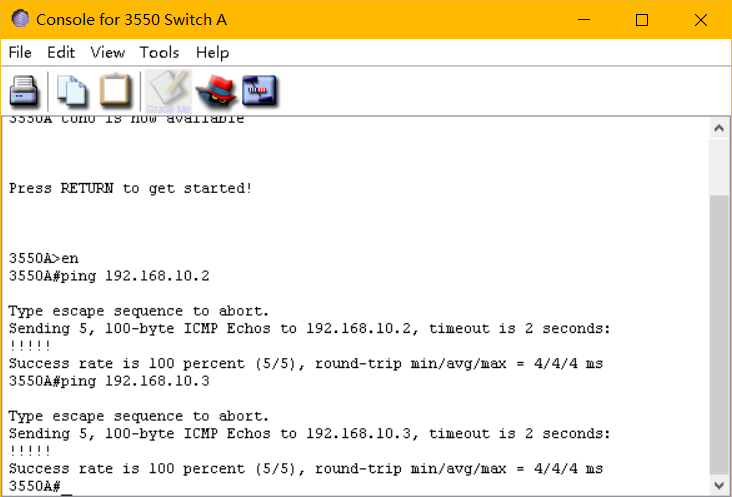 Console for 3550 Switch A
File Edit View Tools Help
Grade Me
3550A con0 is now available
Press RETURN to get started!
3550A>en
3550A#ping 192.168.10.2
Type escape sequence to abort.
Sending 5, 100-byte ICMP Echos to 192.168.10.2, timeout is 2 seconds:
!!!!!
Success rate is 100 percent (5/5), round-trip min/avg/max = 4/4/4 ms
3550A#ping 192.168.10.3
Type escape sequence to abort.
Sending 5, 100-byte ICMP Echos to 192.168.10.3, timeout is 2 seconds:
!!!!!
Success rate is 100 percent (5/5), round-trip min/avg/max = 4/4/4 ms
3550A#_